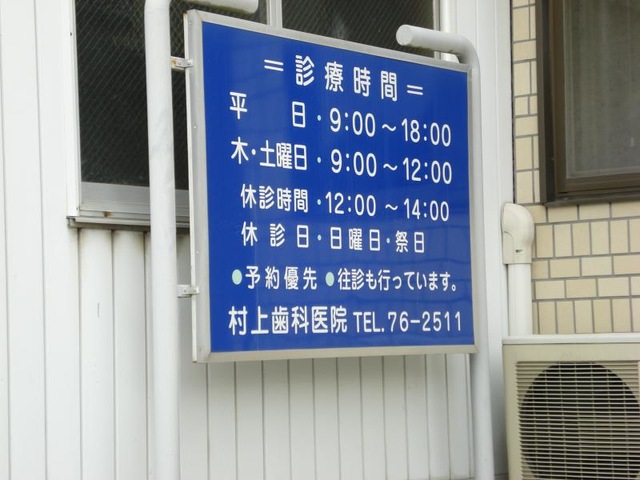 ＝診療時間＝
平日・9:00～18:00
木・土曜日・9:00～12:00
休診時間・12:00～14:00
休診日・日曜日・祭日
●予約優先 ●往診も行っています。
村上歯科医院 TEL.76-2511